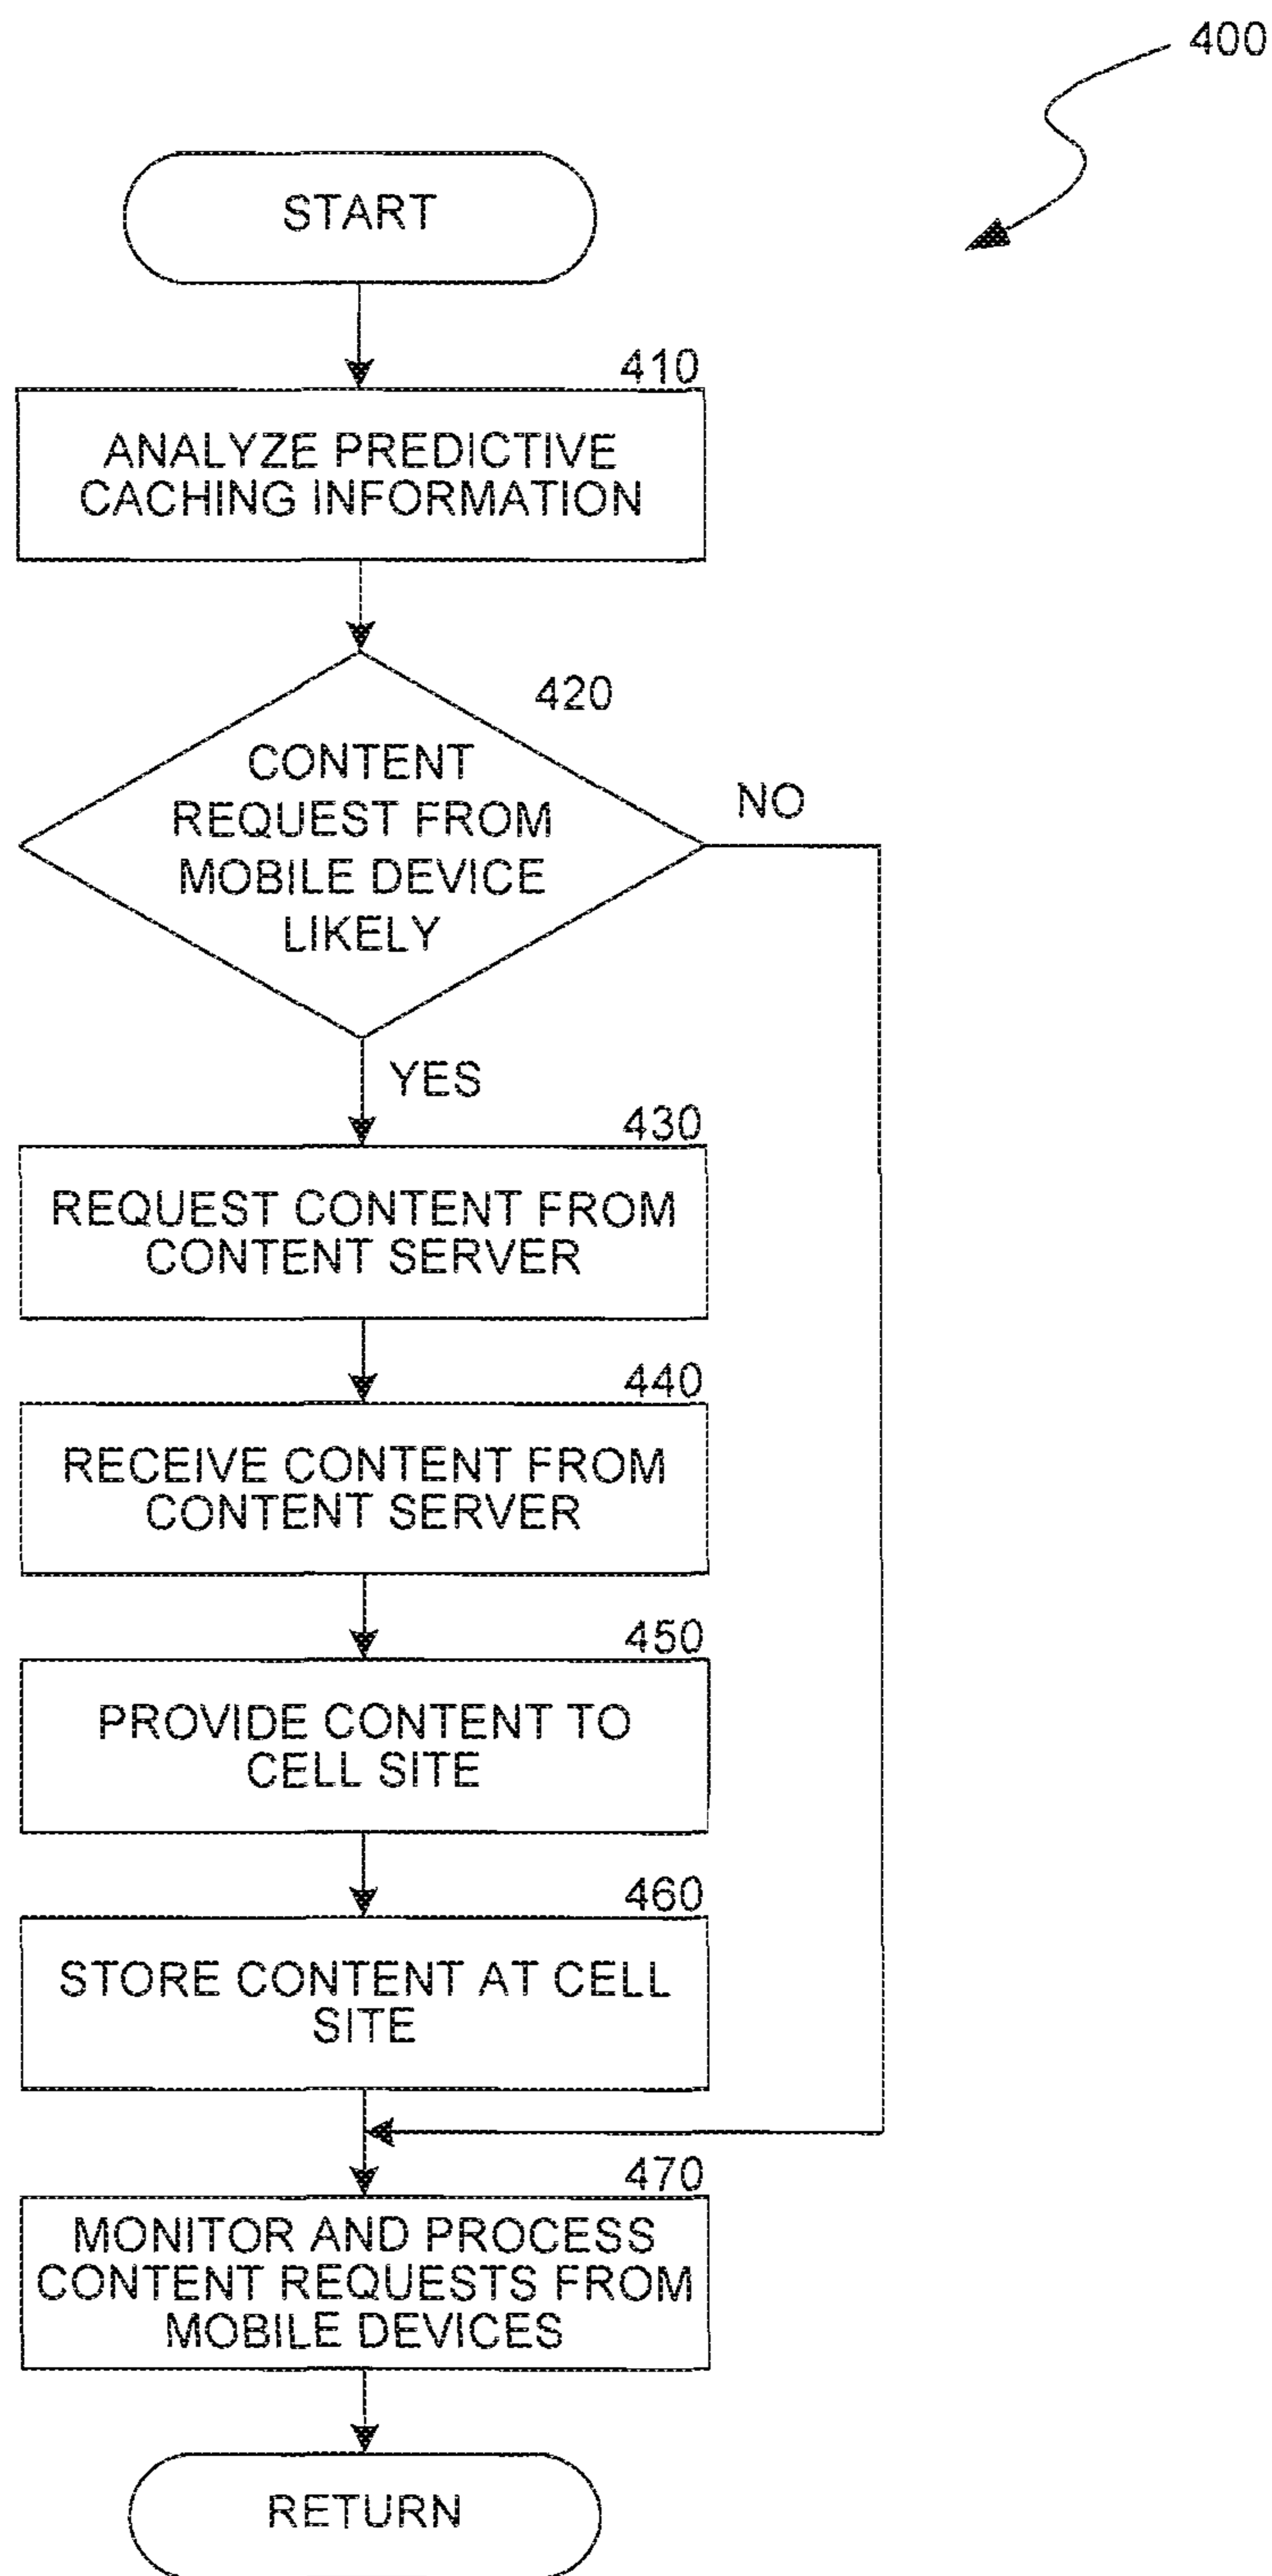 400
START
410
ANALYZE PREDICTIVE
CACHING INFORMATION
420
CONTENT
REQUEST FROM
MOBILE DEVICE
LIKELY
NO
YES
430
REQUEST CONTENT FROM
CONTENT SERVER
440
RECEIVE CONTENT FROM
CONTENT SERVER
450
PROVIDE CONTENT TO
CELL SITE
460
STORE CONTENT AT CELL
SITE
470
MONITOR AND PROCESS
CONTENT REQUESTS FROM
MOBILE DEVICES
RETURN